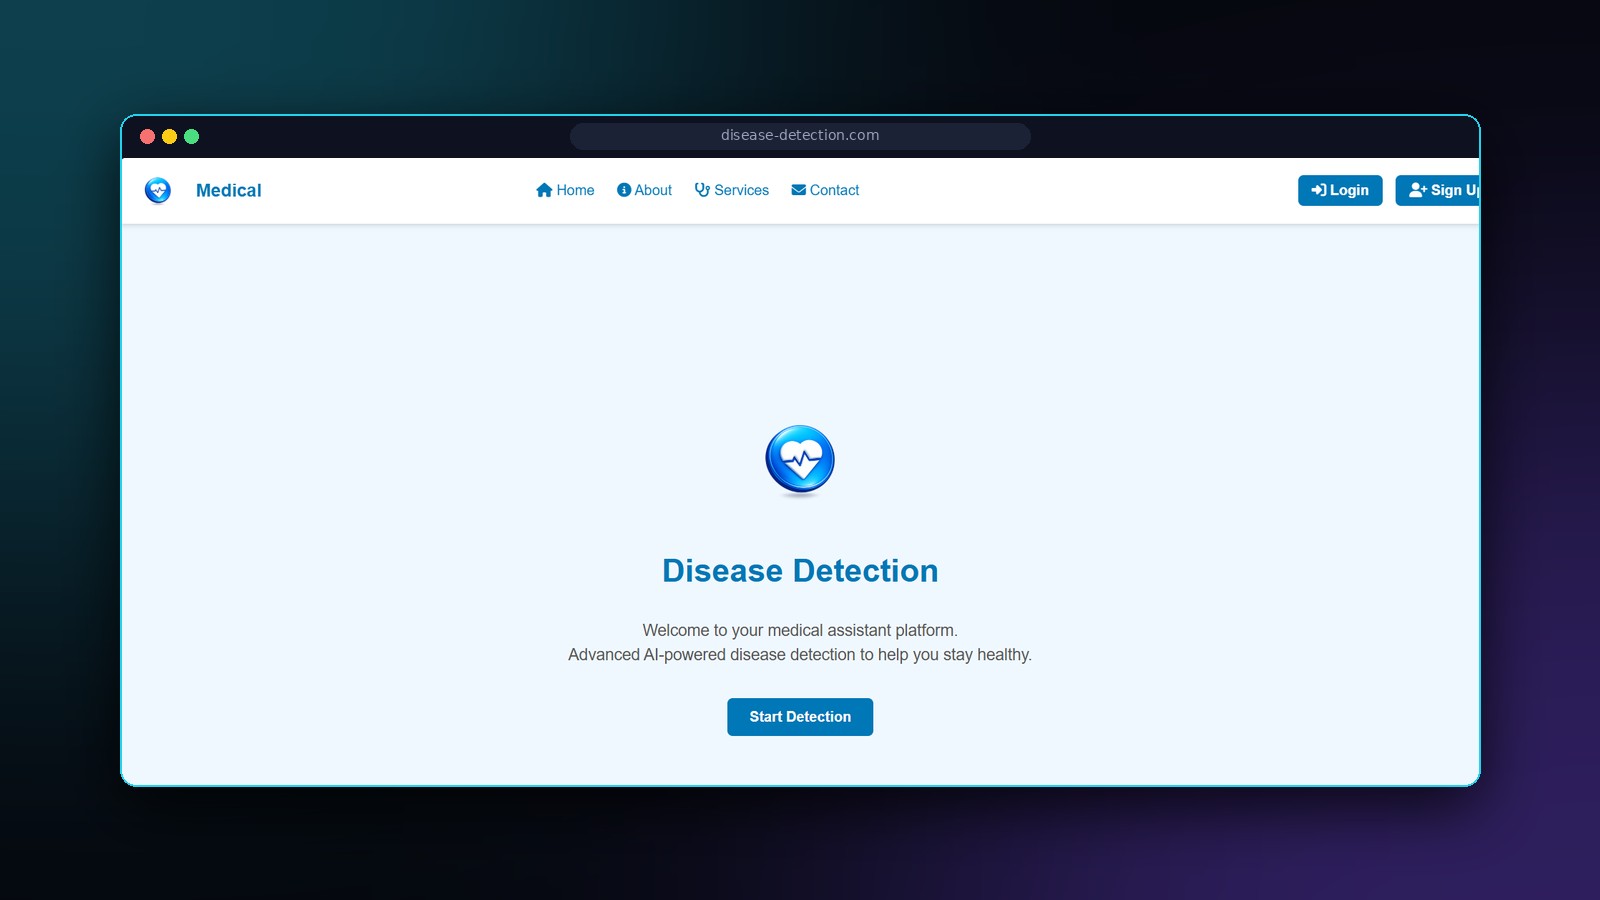 disease-detection.com
Medical
Home
About
Services
Contact
Login
Sign
Disease Detection
Welcome to your medical assistant platform.
Advanced AI-powered disease detection to help you stay healthy.
Start Detection